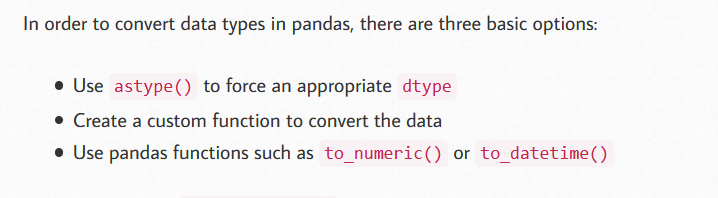 In order to convert data types in pandas, there are three basic options:
• Use astype() to force an appropriate dtype
• Create a custom function to convert the data
• Use pandas functions such as to_numeric() or to_datetime()